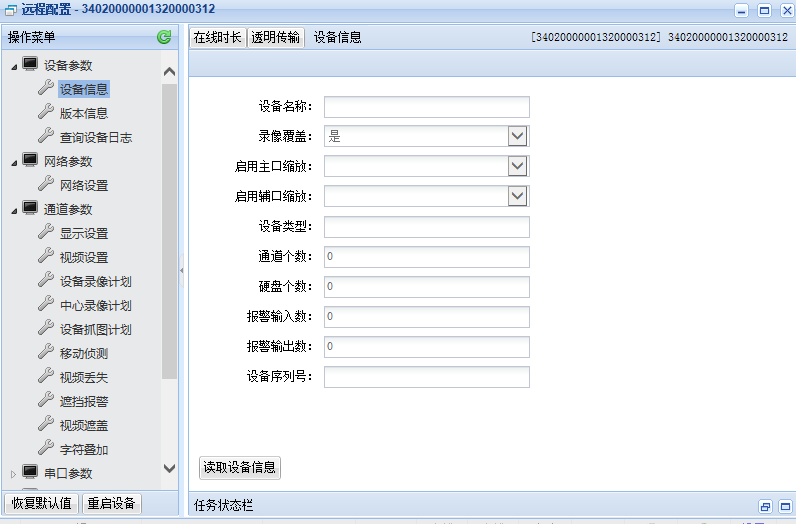 远程配置 - 34020000001320000312
操作菜单
设备参数
设备信息
版本信息
查询设备日志
网络参数
网络设置
通道参数
显示设置
视频设置
设备录像计划
中心录像计划
设备抓图计划
移动侦测
视频丢失
遮挡报警
视频遮盖
字符叠加
串口参数
恢复默认值 重启设备
在线时长 透明传输 设备信息 [34020000001320000312] 34020000001320000312
设备名称：
录像覆盖： 是
启用主口缩放：
启用辅口缩放：
设备类型：
通道个数： 0
硬盘个数： 0
报警输入数： 0
报警输出数： 0
设备序列号：
读取设备信息
任务状态栏